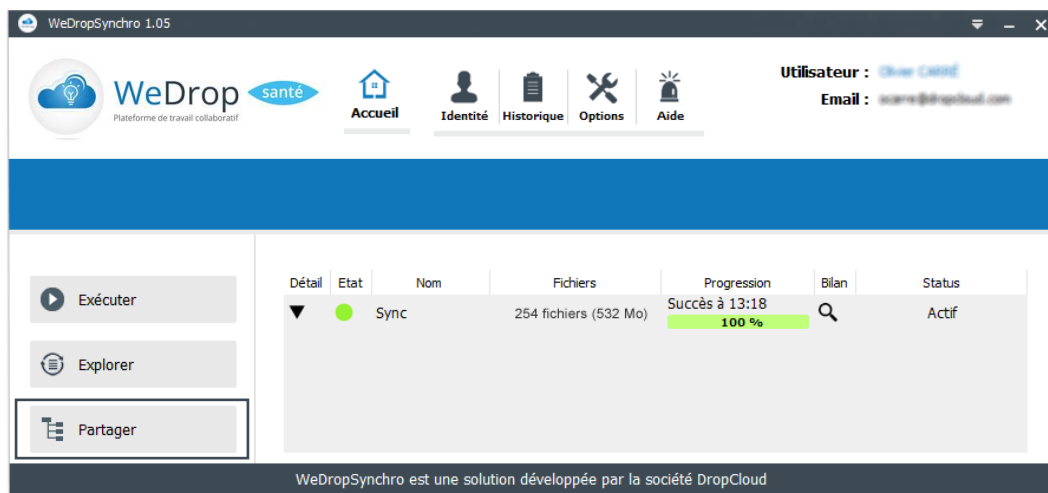 WeDropSynchro 1.05
WeDrop santé
Plateforme de travail collaboratif
Accueil
Identité
Historique
Options
Aide
Utilisateur :
Email :
Exécuter
Explorer
Partager
Détail Etat Nom Fichiers Progression Bilan Status
Sync 254 fichiers (532 Mo) Succès à 13:18 Actif
100 %
WeDropSynchro est une solution développée par la société DropCloud